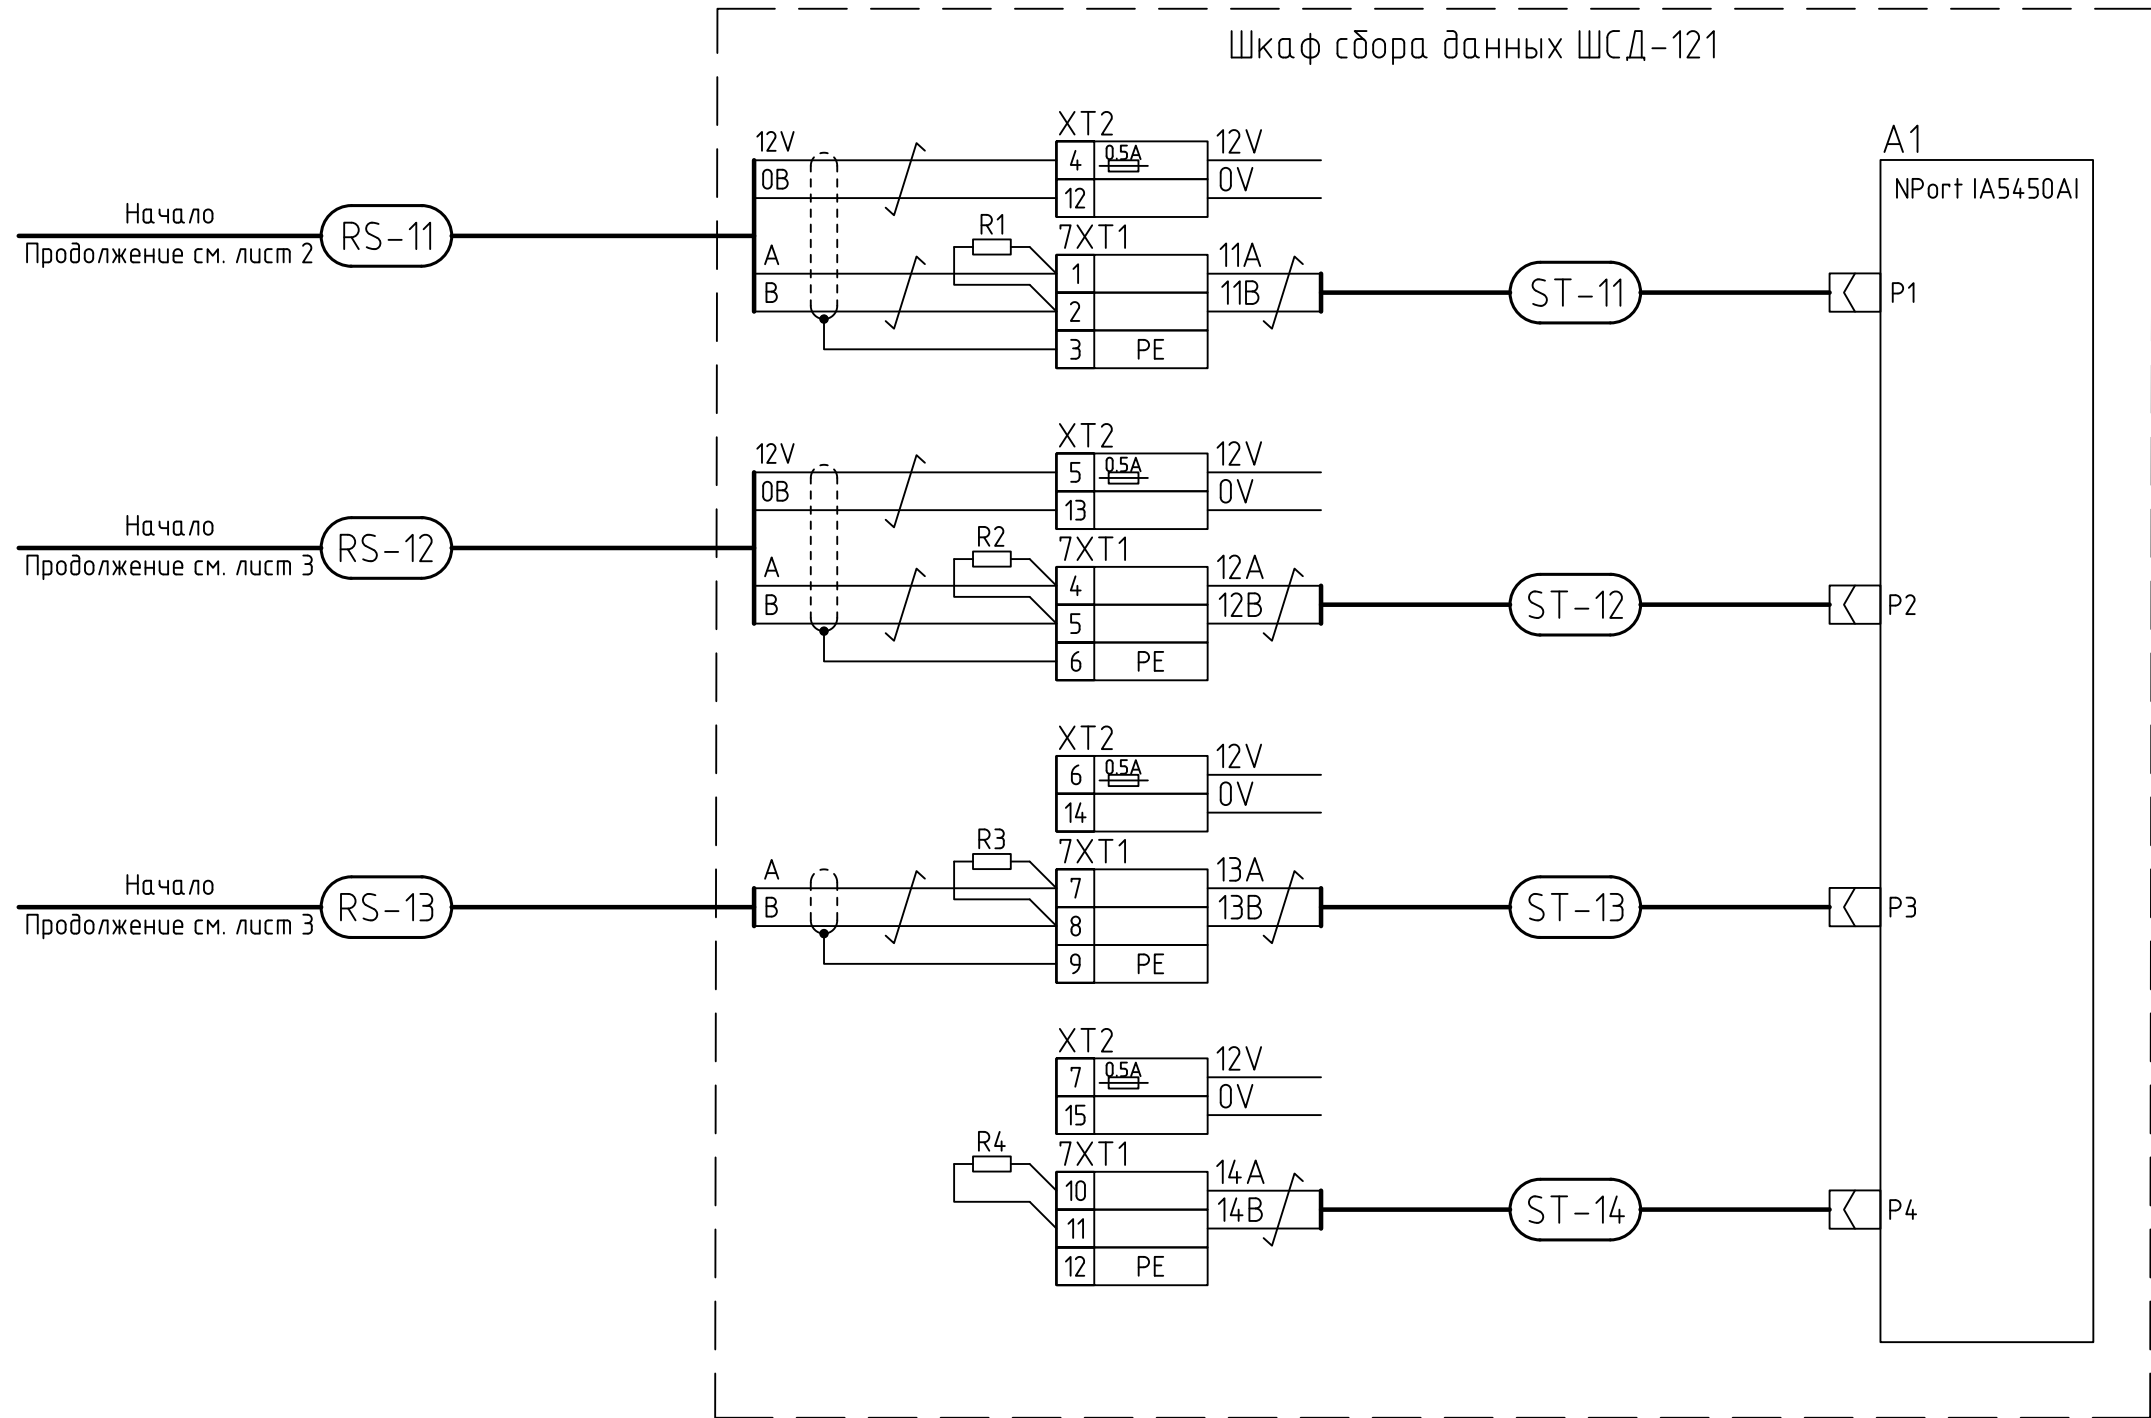 Шкаф сбора данных ШСД-121
A1
NPort IA5450AI
Начало
Продолжение см. лист 2
RS-11
12V
0В
A
B
R1
XT2
4
0.5A
12V
12
0V
7XT1
1
11A
2
11B
3
PE
ST-11
P1
Начало
Продолжение см. лист 3
RS-12
12V
0В
A
B
R2
XT2
5
0.5A
12V
13
0V
7XT1
4
12A
5
12B
6
PE
ST-12
P2
Начало
Продолжение см. лист 3
RS-13
A
B
R3
XT2
6
0.5A
12V
14
0V
7XT1
7
13A
8
13B
9
PE
ST-13
P3
R4
XT2
7
0.5A
12V
15
0V
7XT1
10
14A
11
14B
12
PE
ST-14
P4